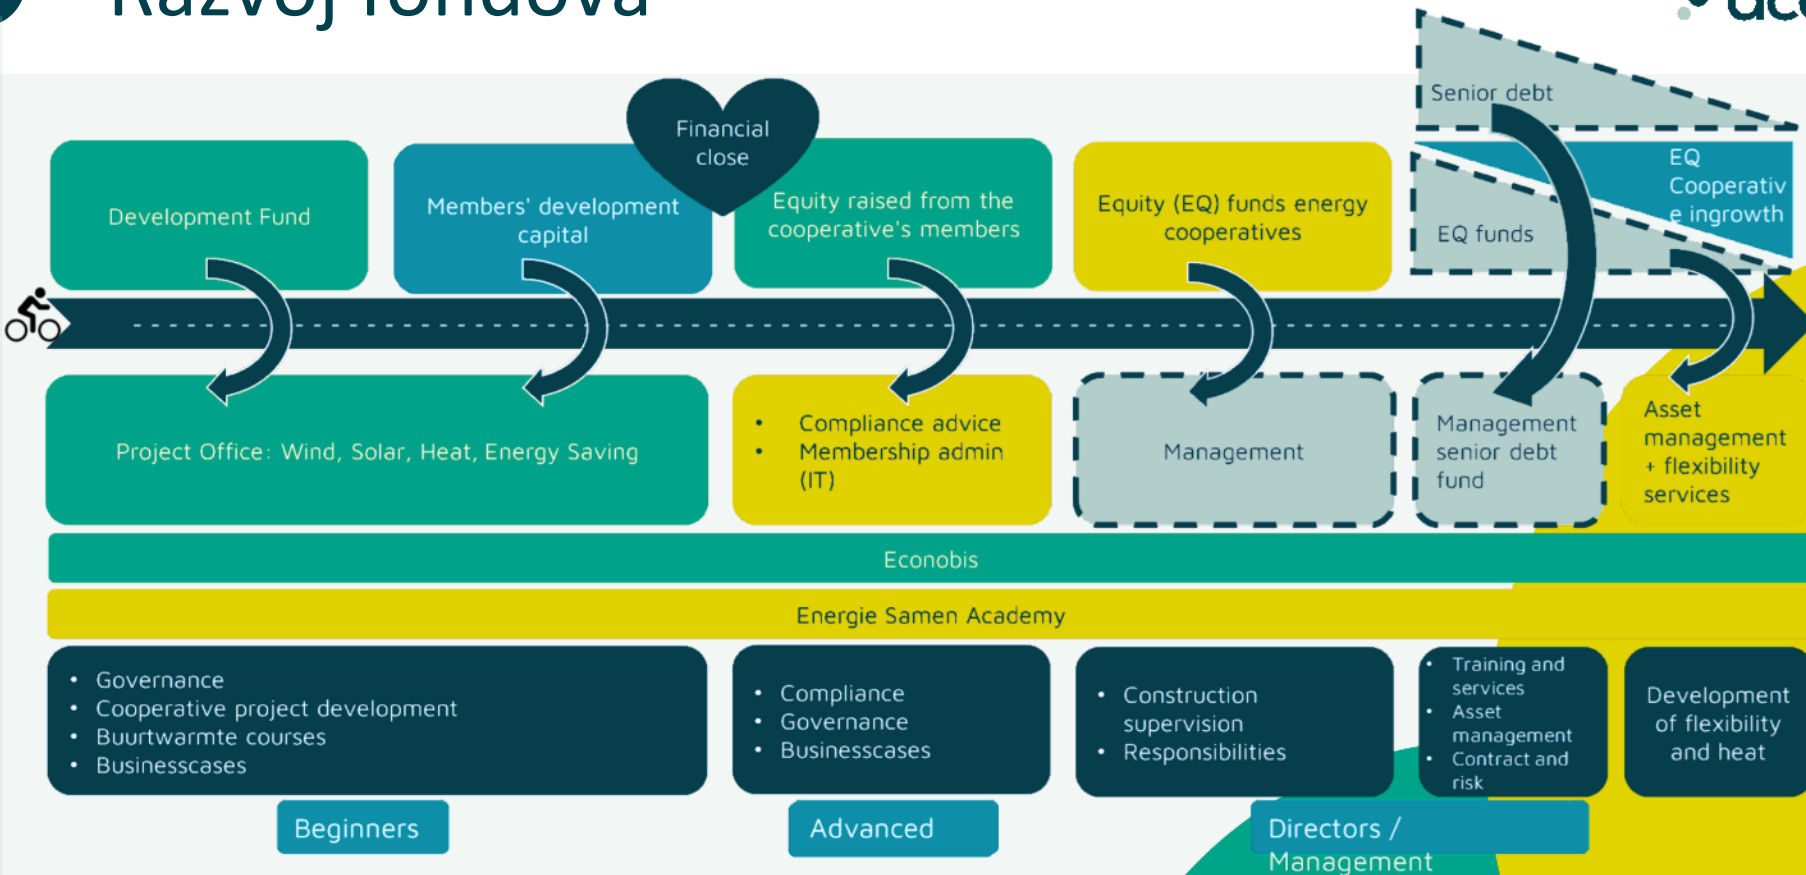 Razvoj fondova
Senior debt
Financial
close
EQ
Cooperativ
e ingrowth
Development Fund
Members' development
capital
Equity raised from the
cooperative's members
Equity (EQ) funds energy
cooperatives
EQ funds
Project Office: Wind, Solar, Heat, Energy Saving
• Compliance advice
• Membership admin
(IT)
Management
Management
senior debt
fund
Asset
management
+ flexibility
services
Econobis
Energie Samen Academy
• Governance
• Cooperative project development
• Buurtwarmte courses
• Businesscases
• Compliance
• Governance
• Businesscases
• Construction
supervision
• Responsibilities
• Training and
services
• Asset
management
• Contract and
risk
Development
of flexibility
and heat
Beginners
Advanced
Directors /
Management